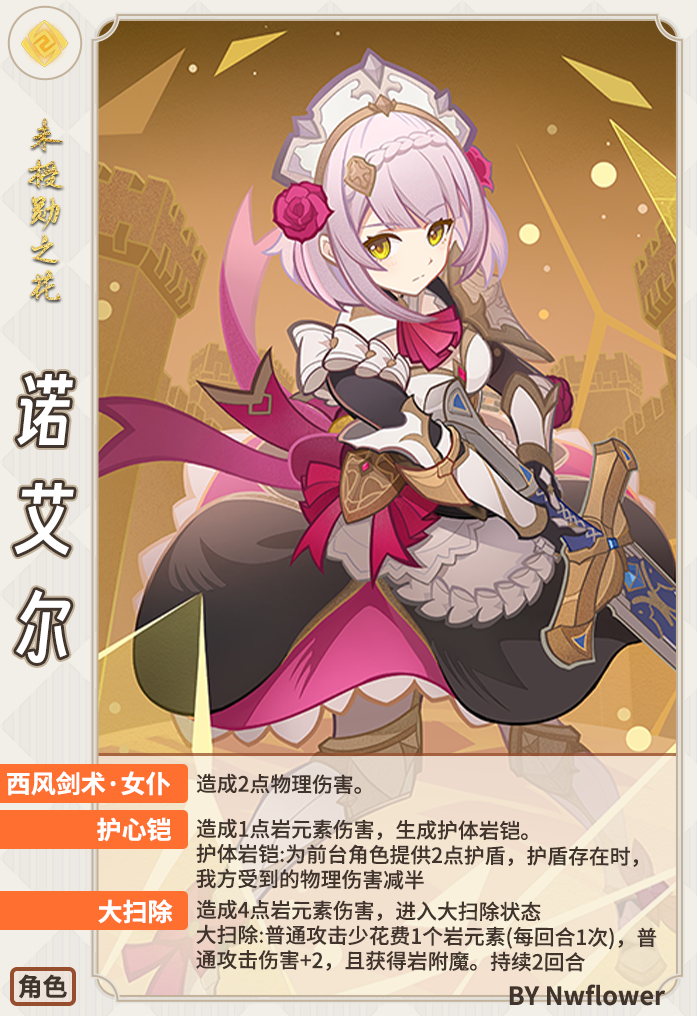 未授勋之花
诺艾尔
西风剑术·女仆
造成2点物理伤害。
护心铠
造成1点岩元素伤害，生成护体岩铠。
护体岩铠:为前台角色提供2点护盾，护盾存在时，
我方受到的物理伤害减半
大扫除
造成4点岩元素伤害，进入大扫除状态
大扫除:普通攻击少花费1个岩元素(每回合1次)，普
通攻击伤害+2，且获得岩附魔。持续2回合
角色
BY Nwflower